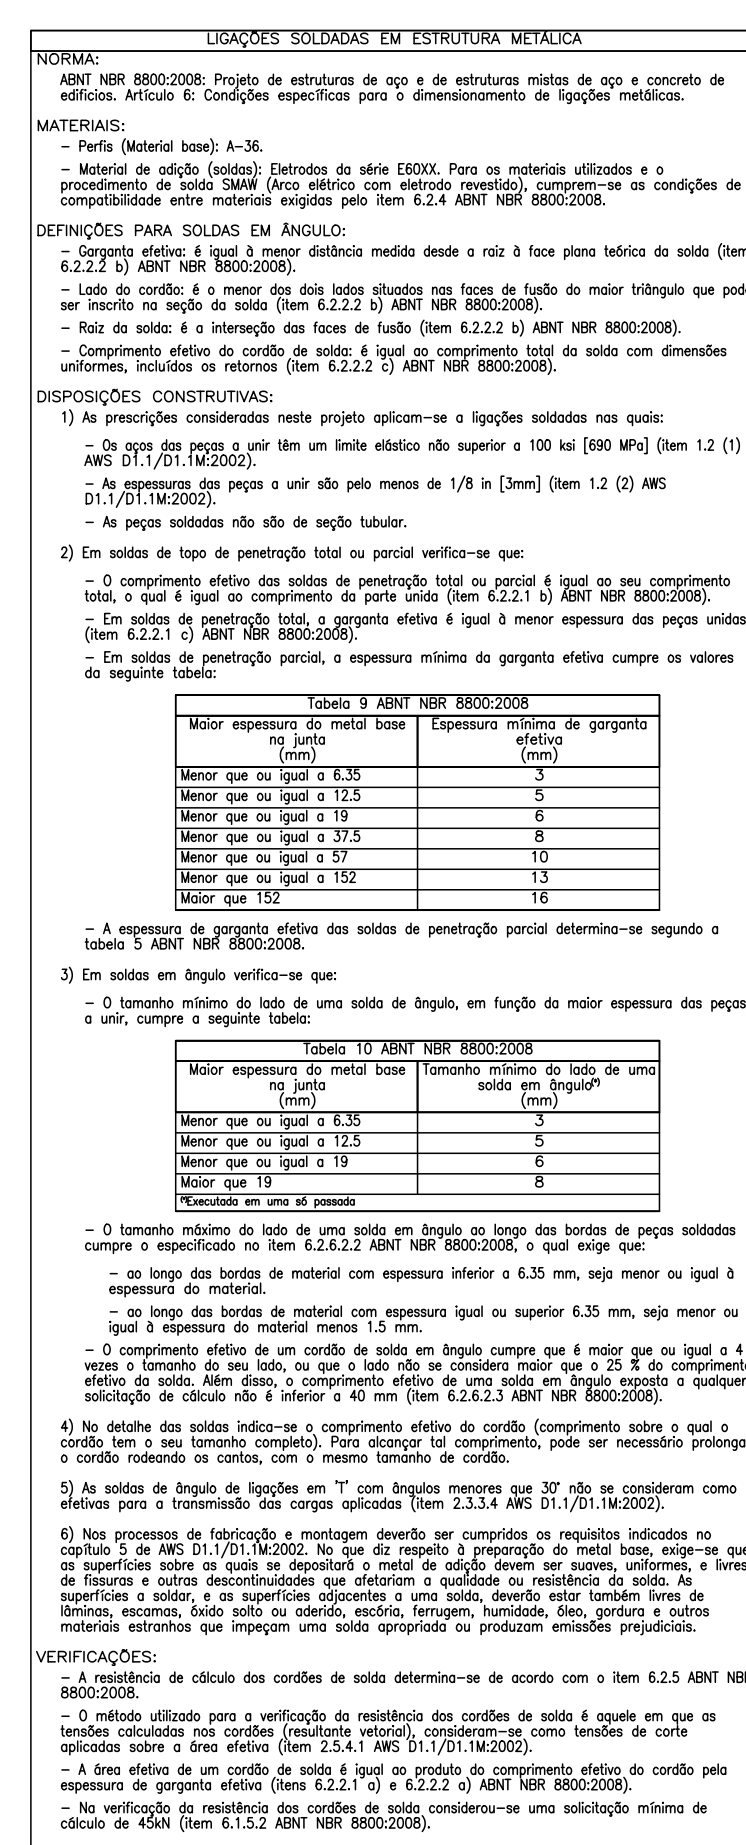 LIGAÇÕES SOLDADAS EM ESTRUTURA METÁLICA
NORMA:
ABNT NBR 8800:2008: Projeto de estruturas de aço e de estruturas mistas de aço e concreto de
edificios. Artículo 6: Condições específicas para o dimensionamento de ligações metálicas.
MATERIAIS:
– Perfis (Material base): A–36.
– Material de adição (soldas): Eletrodos da série E60XX. Para os materiais utilizados e o
procedimento de solda SMAW (Arco elétrico com eletrodo revestido), cumprem–se as condições de
compatibilidade entre materiais exigidas pelo item 6.2.4 ABNT NBR 8800:2008.
DEFINIÇÕES PARA SOLDAS EM ÂNGULO:
– Garganta efetiva: é igual à menor distância medida desde a raiz à face plana teórica da solda (item
6.2.2.2 b) ABNT NBR 8800:2008).
– Lado do cordão: é o menor dos dois lados situados nas faces de fusão do maior triângulo que pod
ser inscrito na seção da solda (item 6.2.2.2 b) ABNT NBR 8800:2008).
– Raiz da solda: é a interseção das faces de fusão (item 6.2.2.2 b) ABNT NBR 8800:2008).
– Comprimento efetivo do cordão de solda: é igual ao comprimento total da solda com dimensões
uniformes, incluídos os retornos (item 6.2.2.2 c) ABNT NBR 8800:2008).
DISPOSIÇÕES CONSTRUTIVAS:
1) As prescrições consideradas neste projeto aplicam–se a ligações soldadas nas quais:
– Os aços das peças a unir têm um limite elástico não superior a 100 ksi [690 MPa] (item 1.2 (1)
AWS D1.1/D1.1M:2002).
– As espessuras das peças a unir são pelo menos de 1/8 in [3mm] (item 1.2 (2) AWS
D1.1/D1.1M:2002).
– As peças soldadas não são de seção tubular.
2) Em soldas de topo de penetração total ou parcial verifica–se que:
– O comprimento efetivo das soldas de penetração total ou parcial é igual ao seu comprimento
total, o qual é igual ao comprimento da parte unida (item 6.2.2.1 b) ABNT NBR 8800:2008).
– Em soldas de penetração total, a garganta efetiva é igual à menor espessura das peças unidas
(item 6.2.2.1 c) ABNT NBR 8800:2008).
– Em soldas de penetração parcial, a espessura mínima da garganta efetiva cumpre os valores
da seguinte tabela:
Tabela 9 ABNT NBR 8800:2008
Maior espessura do metal base na junta (mm) Espessura mínima de garganta efetiva (mm)
Menor que ou igual a 6.35 3
Menor que ou igual a 12.5 5
Menor que ou igual a 19 6
Menor que ou igual a 37.5 8
Menor que ou igual a 57 10
Menor que ou igual a 152 13
Maior que 152 16
– A espessura de garganta efetiva das soldas de penetração parcial determina–se segundo a
tabela 5 ABNT NBR 8800:2008.
3) Em soldas em ângulo verifica–se que:
– O tamanho mínimo do lado de uma solda de ângulo, em função da maior espessura das peças
a unir, cumpre a seguinte tabela:
Tabela 10 ABNT NBR 8800:2008
Maior espessura do metal base na junta (mm) Tamanho mínimo do lado de uma solda em ângulo(*) (mm)
Menor que ou igual a 6.35 3
Menor que ou igual a 12.5 5
Menor que ou igual a 19 6
Maior que 19 8
(*)Executada em uma só passada
– O tamanho máximo do lado de uma solda em ângulo ao longo das bordas de peças soldadas
cumpre o especificado no item 6.2.6.2.2 ABNT NBR 8800:2008, o qual exige que:
– ao longo das bordas de material com espessura inferior a 6.35 mm, seja menor ou igual à
espessura do material.
– ao longo das bordas de material com espessura igual ou superior 6.35 mm, seja menor ou
igual à espessura do material menos 1.5 mm.
– O comprimento efetivo de um cordão de solda em ângulo cumpre que é maior que ou igual a 4
vezes o tamanho do seu lado, ou que o lado não se considera maior que o 25 % do comprimento
efetivo da solda. Além disso, o comprimento efetivo de uma solda em ângulo exposta a qualquer
solicitação de cálculo não é inferior a 40 mm (item 6.2.6.2.3 ABNT NBR 8800:2008).
4) No detalhe das soldas indica–se o comprimento efetivo do cordão (comprimento sobre o qual o
cordão tem o seu tamanho completo). Para alcançar tal comprimento, pode ser necessário prolonga
o cordão rodeando os cantos, com o mesmo tamanho de cordão.
5) As soldas de ângulo de ligações em 'T' com ângulos menores que 30° não se consideram como
efetivas para a transmissão das cargas aplicadas (item 2.3.3.4 AWS D1.1/D1.1M:2002).
6) Nos processos de fabricação e montagem deverão ser cumpridos os requisitos indicados no
capítulo 5 de AWS D1.1/D1.1M:2002. No que diz respeito à preparação do metal base, exige–se que
as superfícies sobre as quais se depositará o metal de adição devem ser suaves, uniformes, e livres
de fissuras e outras descontinuidades que afetariam a qualidade ou resistência da solda. As
superfícies a soldar, e as superfícies adjacentes a uma solda, deverão estar também livres de
lâminas, escamas, óxido solto ou aderido, escória, ferrugem, humidade, óleo, gordura e outros
materiais estranhos que impeçam uma solda apropriada ou produzam emissões prejudiciais.
VERIFICAÇÕES:
– A resistência de cálculo dos cordões de solda determina–se de acordo com o item 6.2.5 ABNT NBR
8800:2008.
– O método utilizado para a verificação da resistência dos cordões de solda é aquele em que as
tensões calculadas nos cordões (resultante vetorial), consideram–se como tensões de corte
aplicadas sobre a área efetiva (item 2.5.4.1 AWS D1.1/D1.1M:2002).
– A área efetiva de um cordão de solda é igual ao produto do comprimento efetivo do cordão pela
espessura de garganta efetiva (itens 6.2.2.1 a) e 6.2.2.2 a) ABNT NBR 8800:2008).
– Na verificação da resistência dos cordões de solda considerou–se uma solicitação mínima de
cálculo de 45kN (item 6.1.5.2 ABNT NBR 8800:2008).